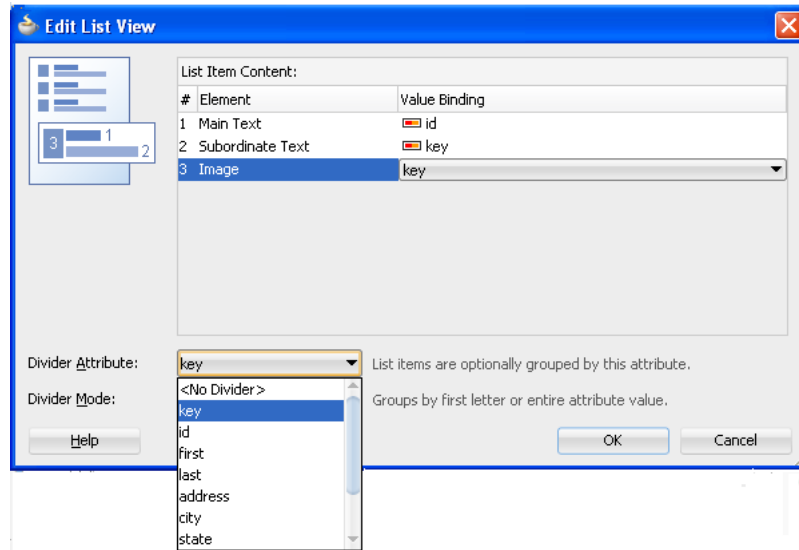 Edit List View
List Item Content:
# Element Value Binding
1 Main Text id
2 Subordinate Text key
3 Image key
3 1
2
Divider Attribute: key List items are optionally grouped by this attribute.
<No Divider>
Divider Mode: key Groups by first letter or entire attribute value.
id
Help first OK Cancel
last
address
city
state